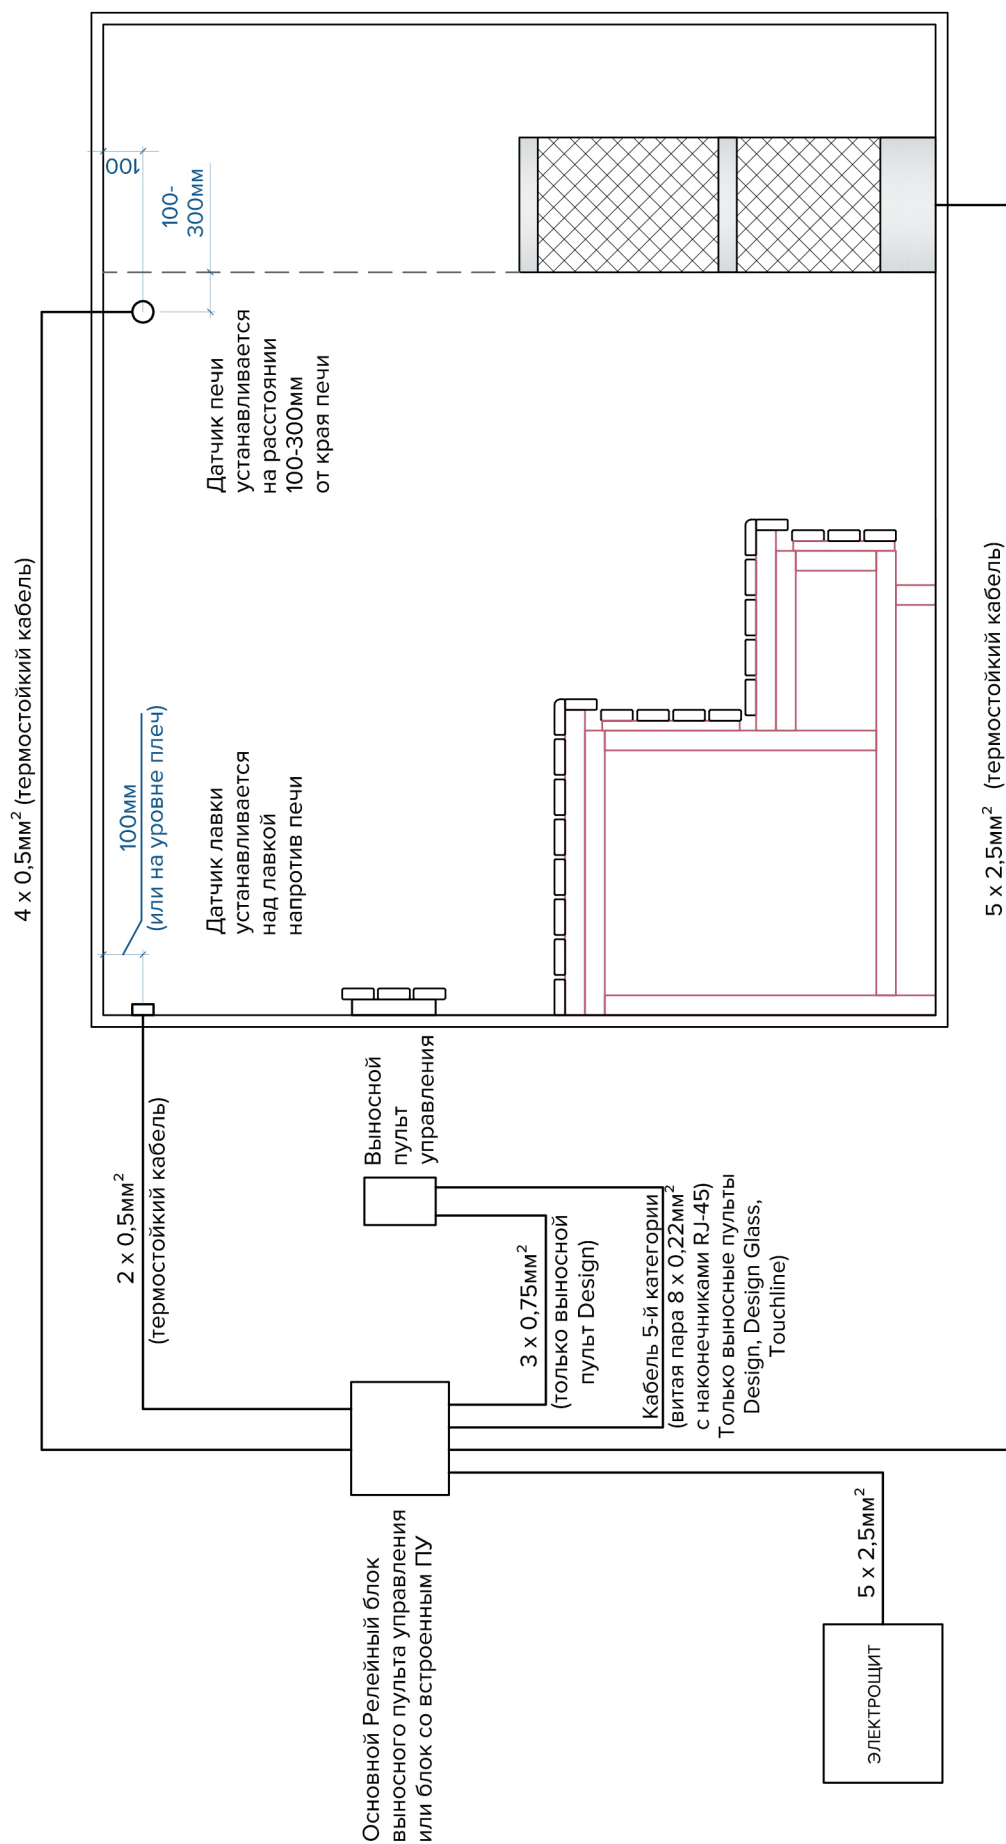 4 x 0,5мм² (термостойкий кабель)
2 x 0,5мм²
(термостойкий кабель)
100мм
(или на уровне плеч)
100
100-
300мм
Датчик лавки
устанавливается
над лавкой
напротив печи
Датчик печи
устанавливается
на расстоянии
100-300мм
от края печи
Основной Релейный блок
выносного пульта управления
или блок со встроенным ПУ
Выносной
пульт
управления
3 x 0,75мм²
(только выносной
пульт Design)
Кабель 5-й категории
(витая пара 8 x 0,22мм²
с наконечниками RJ-45)
Только выносные пульты
Design, Design Glass,
Touchline)
5 x 2,5мм²
ЭЛЕКТРОЩИТ
5 x 2,5мм² (термостойкий кабель)